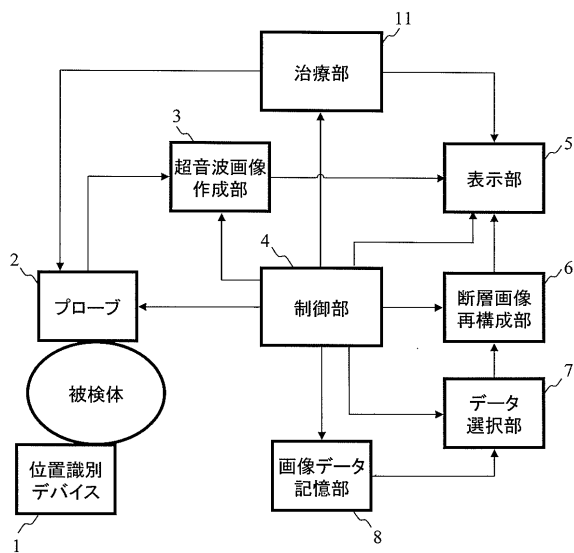 11
治療部
3
超音波画像
作成部
5
表示部
2
プローブ
4
制御部
6
断層画像
再構成部
被検体
7
データ
選択部
位置識別
デバイス
1
画像データ
記憶部
8